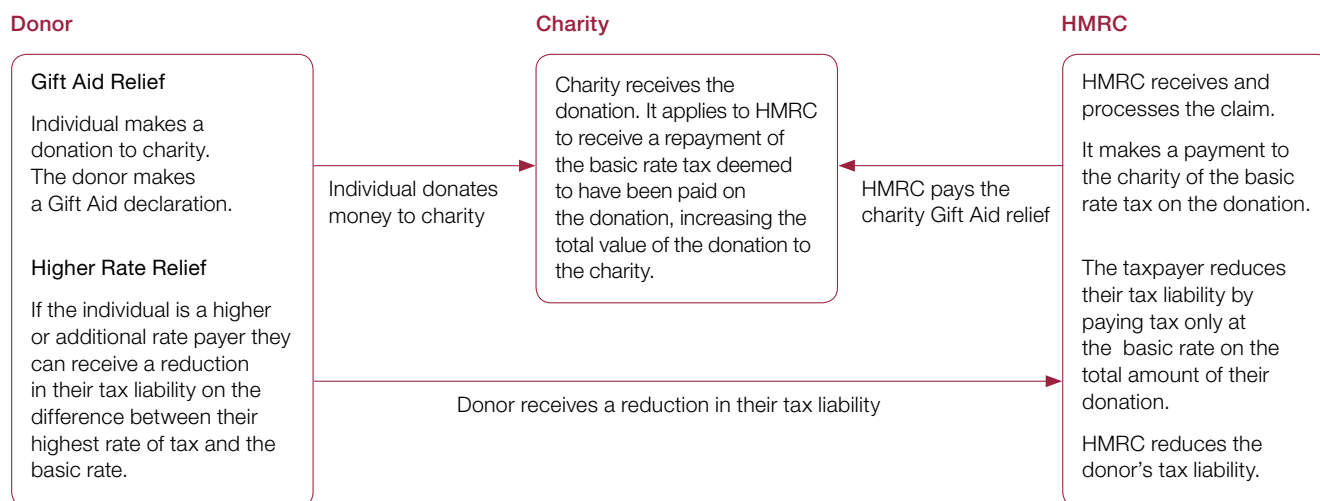 Donor
Gift Aid Relief
Individual makes a
donation to charity.
The donor makes
a Gift Aid declaration.
Higher Rate Relief
If the individual is a higher
or additional rate payer they
can receive a reduction
in their tax liability on the
difference between their
highest rate of tax and the
basic rate.
Individual donates
money to charity
Charity
Charity receives the
donation. It applies to HMRC
to receive a repayment of
the basic rate tax deemed
to have been paid on
the donation, increasing the
total value of the donation to
the charity.
HMRC pays the
charity Gift Aid relief
Donor receives a reduction in their tax liability
HMRC
HMRC receives and
processes the claim.
It makes a payment to
the charity of the basic
rate tax on the donation.
The taxpayer reduces
their tax liability by
paying tax only at
the basic rate on the
total amount of their
donation.
HMRC reduces the
donor's tax liability.